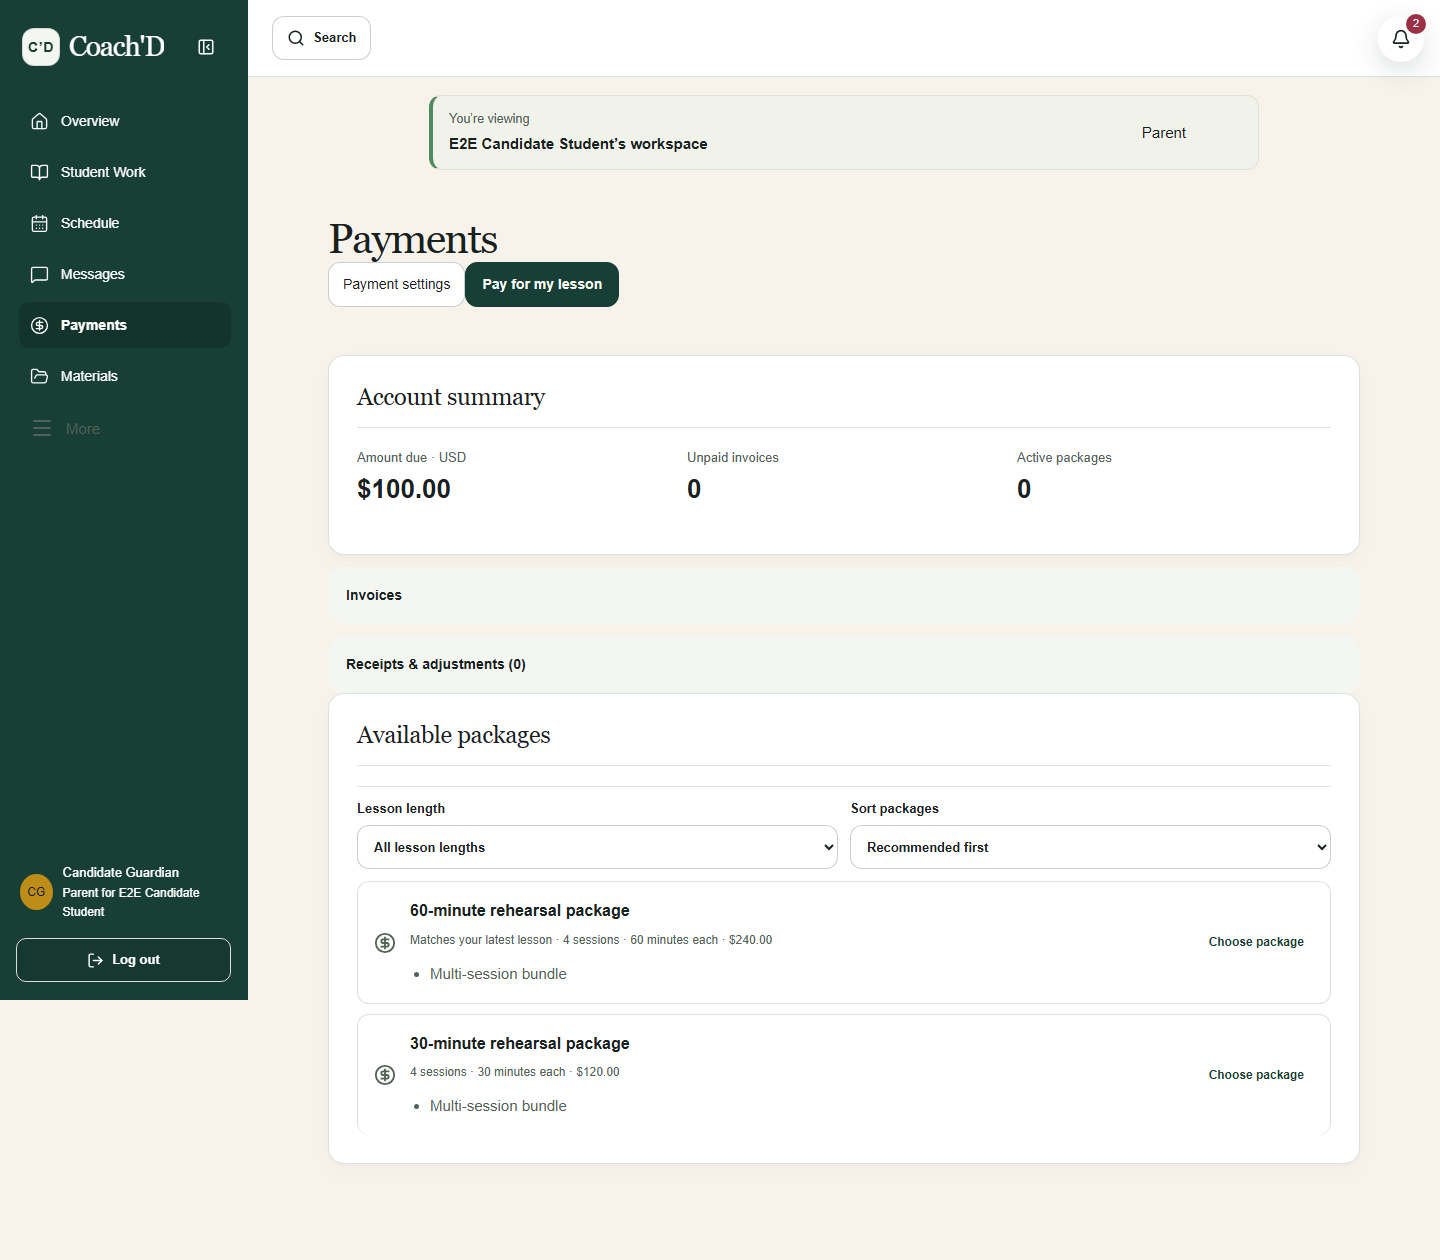 C'D Coach'D
Search
2
Overview
Student Work
Schedule
Messages
Payments
Materials
More
You're viewing
E2E Candidate Student's workspace
Parent
Payments
Payment settings
Pay for my lesson
Account summary
Amount due · USD
$100.00
Unpaid invoices
0
Active packages
0
Invoices
Receipts & adjustments (0)
Available packages
Lesson length
All lesson lengths
Sort packages
Recommended first
60-minute rehearsal package
Matches your latest lesson · 4 sessions · 60 minutes each · $240.00
Multi-session bundle
Choose package
30-minute rehearsal package
4 sessions · 30 minutes each · $120.00
Multi-session bundle
Choose package
CG
Candidate Guardian
Parent for E2E Candidate
Student
Log out